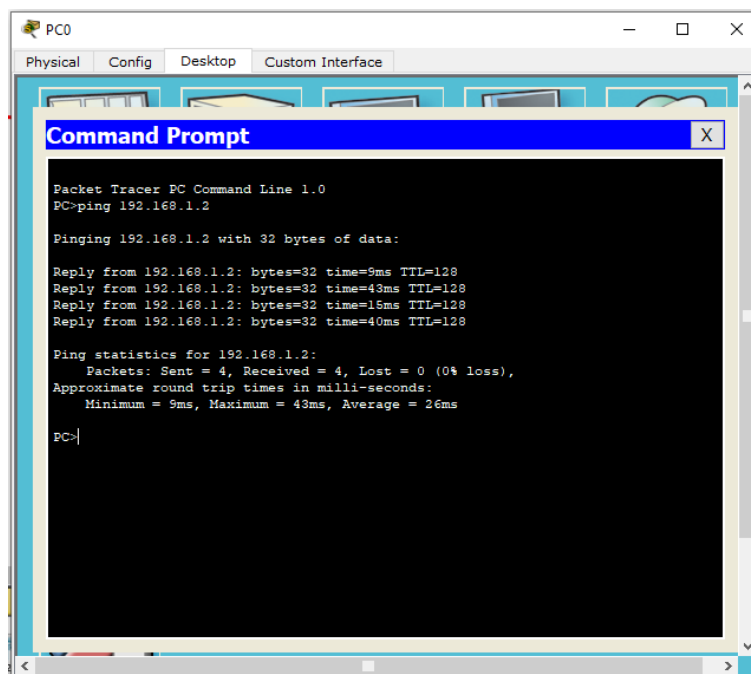 PC0
Physical Config Desktop Custom Interface
Command Prompt X
Packet Tracer PC Command Line 1.0
PC>ping 192.168.1.2
Pinging 192.168.1.2 with 32 bytes of data:
Reply from 192.168.1.2: bytes=32 time=9ms TTL=128
Reply from 192.168.1.2: bytes=32 time=43ms TTL=128
Reply from 192.168.1.2: bytes=32 time=15ms TTL=128
Reply from 192.168.1.2: bytes=32 time=40ms TTL=128
Ping statistics for 192.168.1.2:
Packets: Sent = 4, Received = 4, Lost = 0 (0% loss),
Approximate round trip times in milli-seconds:
Minimum = 9ms, Maximum = 43ms, Average = 26ms
PC>